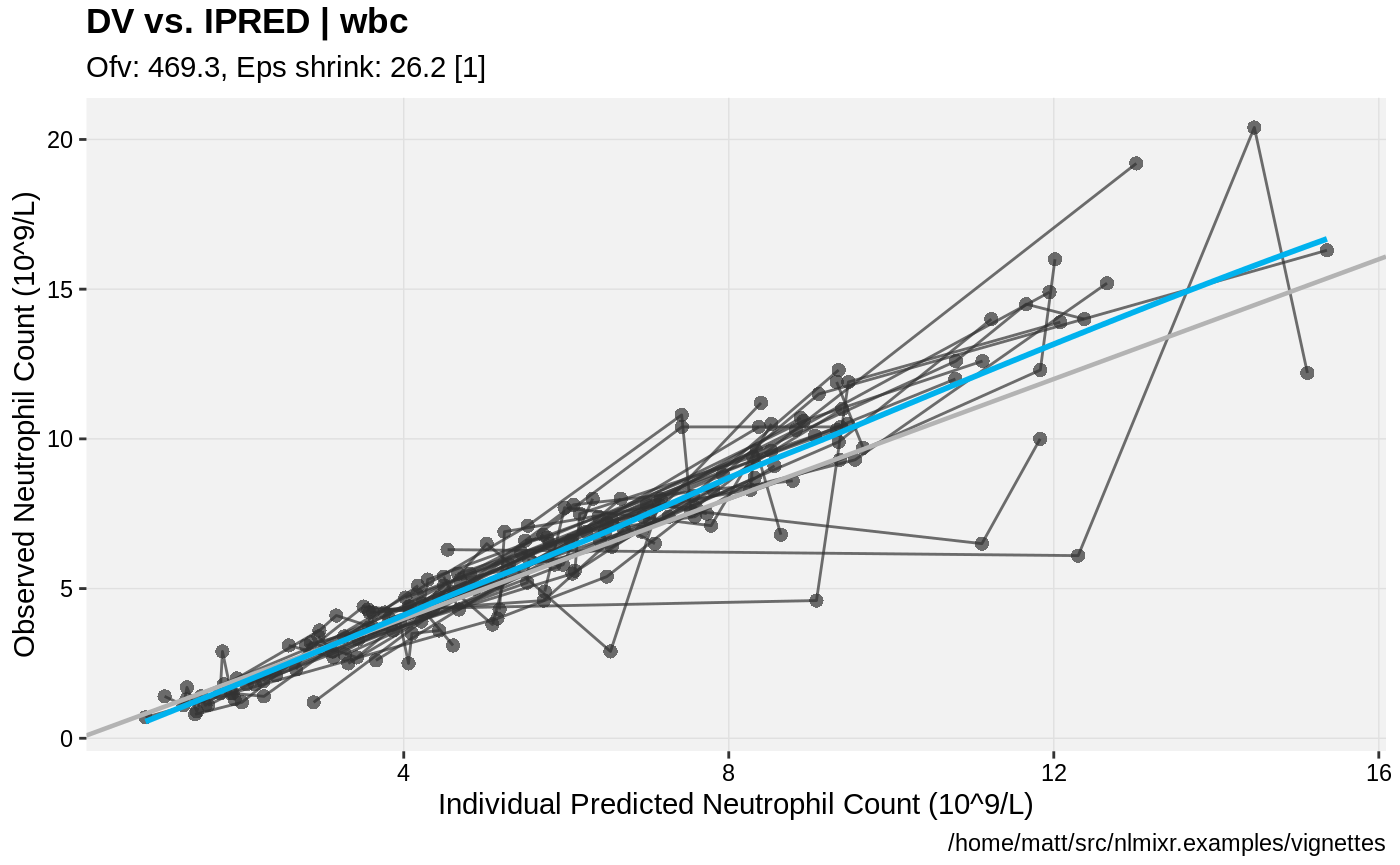 DV vs. IPRED | wbc
Ofv: 469.3, Eps shrink: 26.2 [1]
20
15
10
5
0
Observed Neutrophil Count (10^9/L)
4
8
12
16
Individual Predicted Neutrophil Count (10^9/L)
/home/matt/src/nlmixr.examples/vignettes